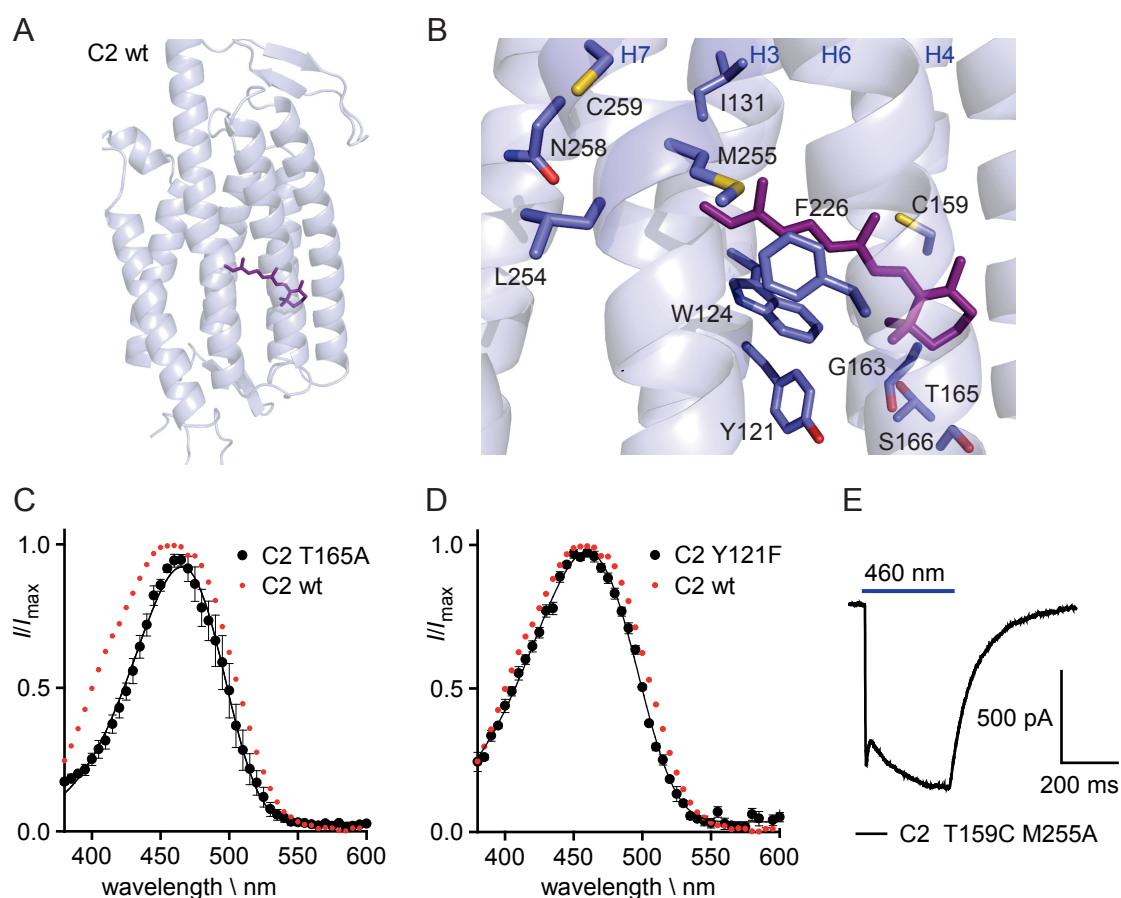 A
C2 wt
B
H7
H3
H6
H4
C259
I131
N258
M255
F226
C159
L254
W124
G163
T165
Y121
S166
C
1.0
0.5
0.0
I/Imax
C2 T165A
C2 wt
400 450 500 550 600
wavelength \ nm
D
1.0
0.5
0.0
I/Imax
C2 Y121F
C2 wt
400 450 500 550 600
wavelength \ nm
E
460 nm
500 pA
200 ms
C2 T159C M255A